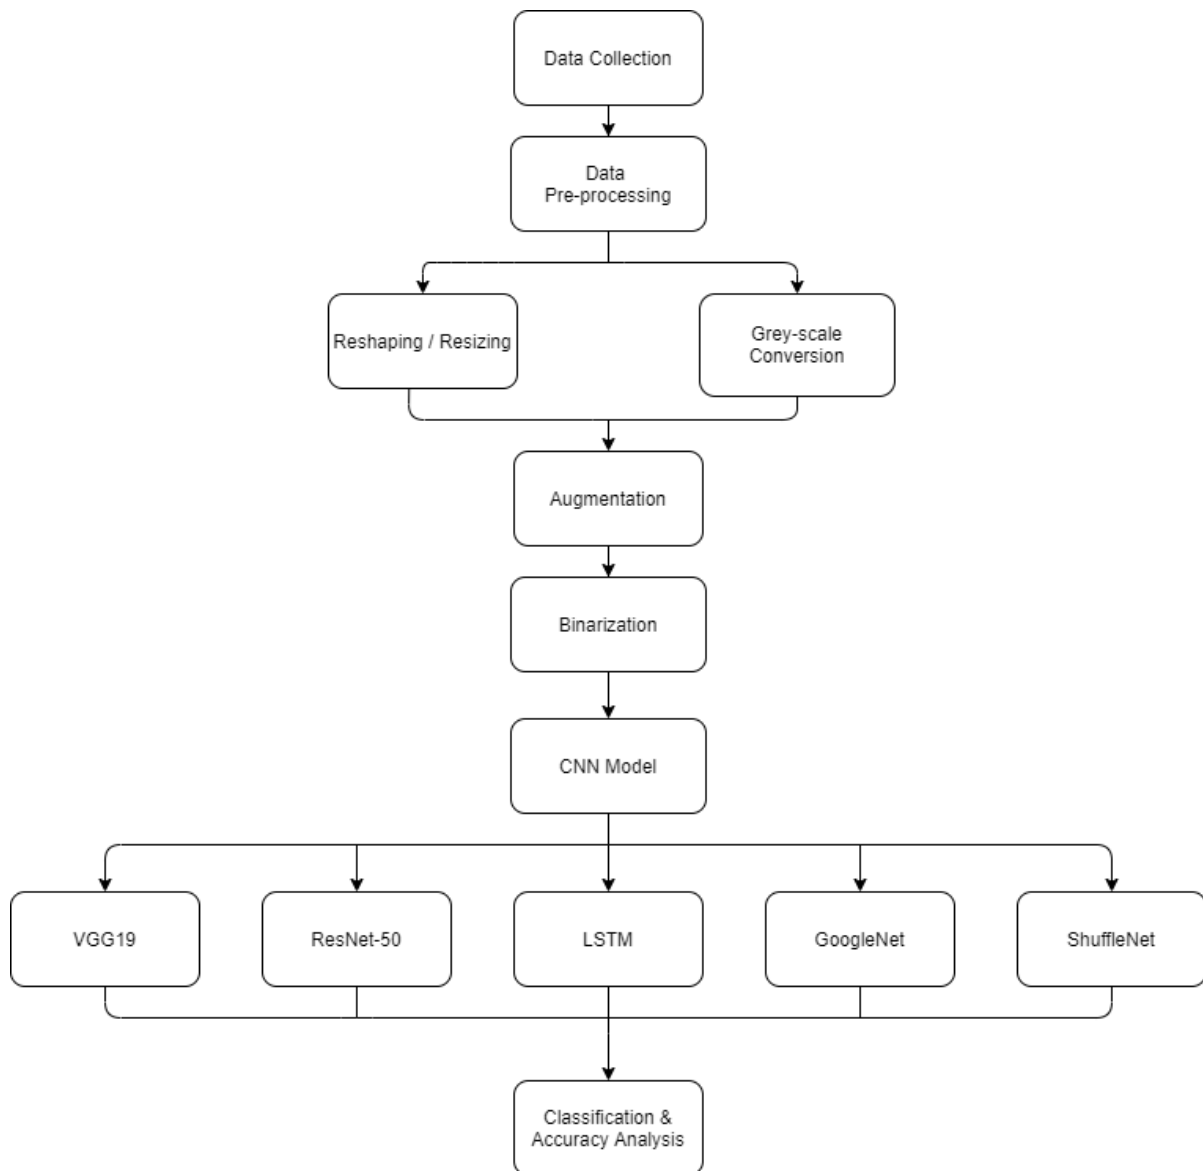 Data Collection
Data
Pre-processing
Reshaping / Resizing
Grey-scale
Conversion
Augmentation
Binarization
CNN Model
VGG19
ResNet-50
LSTM
GoogleNet
ShuffleNet
Classification &
Accuracy Analysis